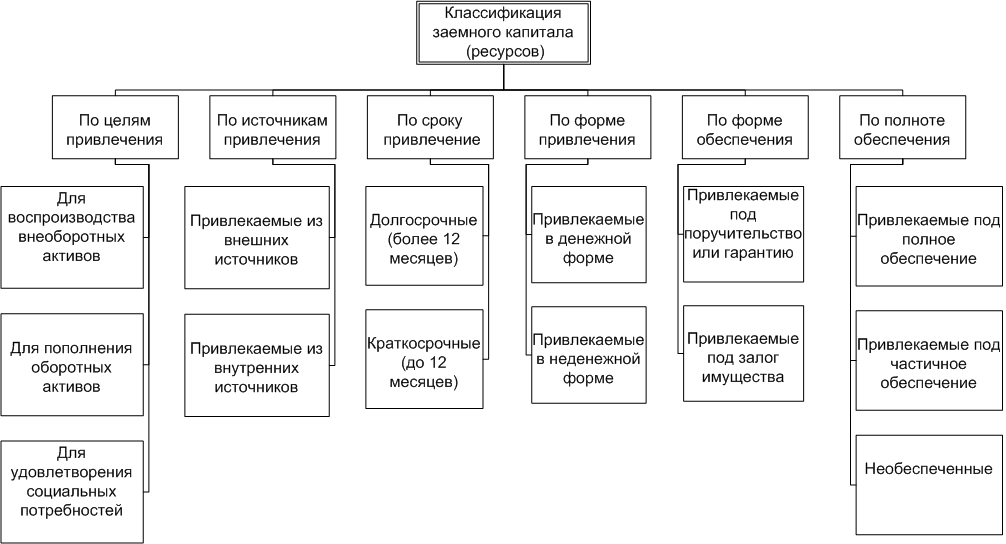 Классификация
заемного капитала
(ресурсов)
По целям
привлечения
По источникам
привлечения
По сроку
привлечение
По форме
привлечения
По форме
обеспечения
По полноте
обеспечения
Для
воспроизводства
внеоборотных
активов
Привлекаемые из
внешних
источников
Долгосрочные
(более 12
месяцев)
Привлекаемые
в денежной
форме
Привлекаемые
под
поручительство
или гарантию
Привлекаемые под
полное
обеспечение
Для пополнения
оборотных
активов
Привлекаемые из
внутренних
источников
Краткосрочные
(до 12
месяцев)
Привлекаемые
в неденежной
форме
Привлекаемые
под залог
имущества
Привлекаемые под
частичное
обеспечение
Для
удовлетворения
социальных
потребностей
Необеспеченные